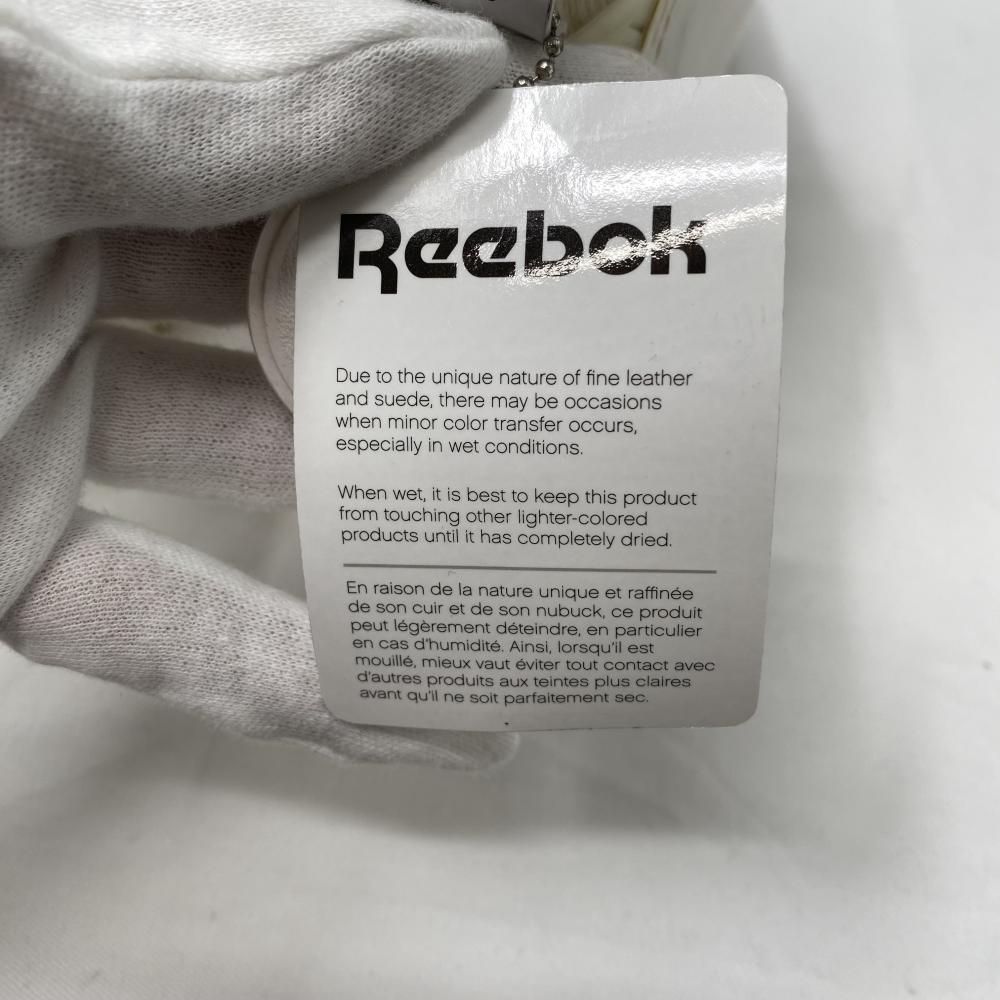 Reebok
Due to the unique nature of fine leather
and suede, there may be occasions
when minor color transfer occurs,
especially in wet conditions.
When wet, it is best to keep this product
from touching other lighter-colored
products until it has completely dried.
En raison de la nature unique et raffinée
de son cuir et de son nubuck, ce produit
peut légèrement déteindre, en particulier
en cas d'humidité. Ainsi, lorsqu'il est
mouillé, mieux vaut éviter tout contact avec
d'autres produits aux teintes plus claires
avant qu'il ne soit parfaitement sec.